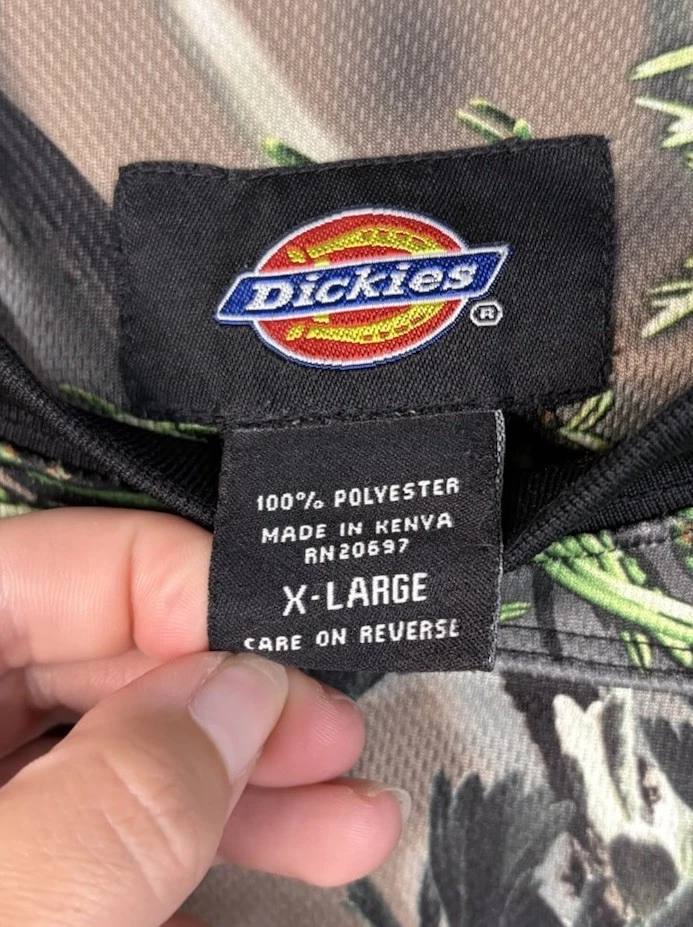 Dickies
®
100% POLYESTER
MADE IN KENYA
RN20697
X-LARGE
CARE ON REVERSE